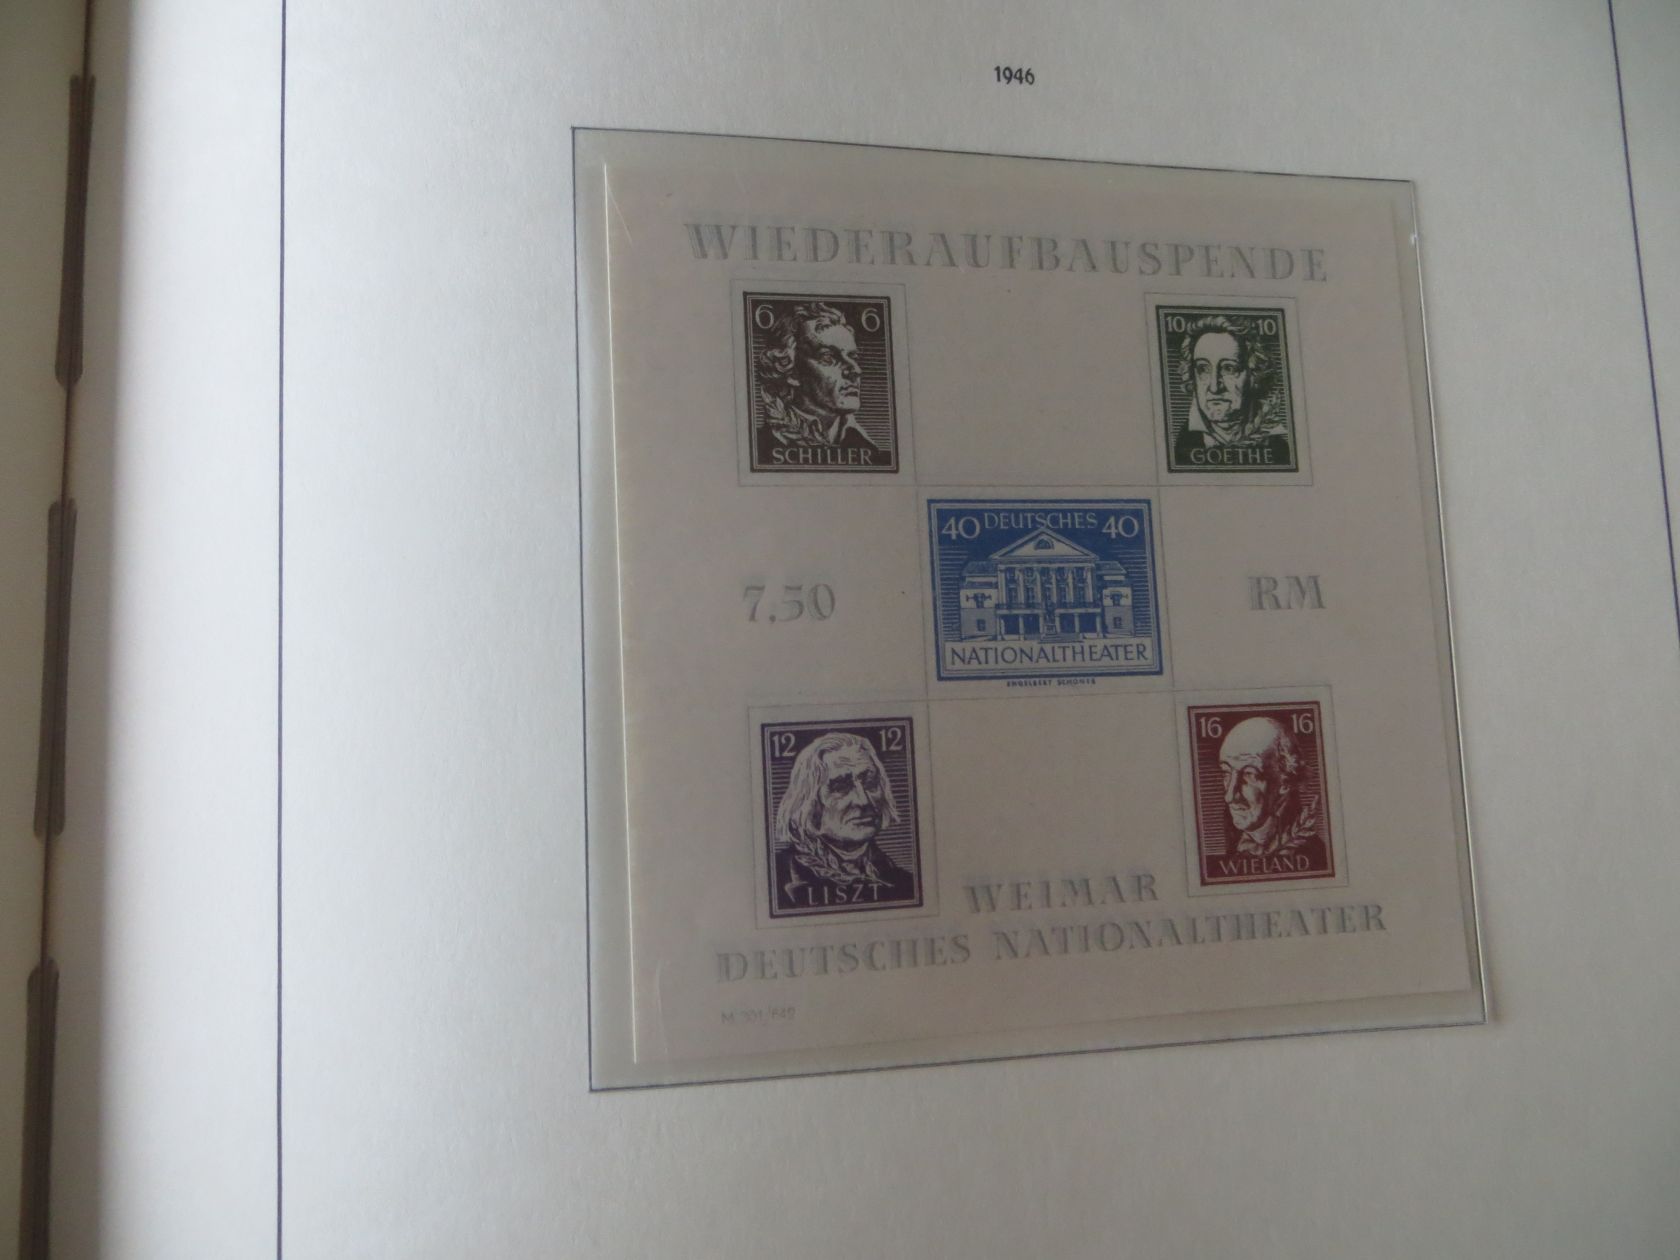 1946
WIEDERAUFBAUSPENDE
6 6
SCHILLER
10 10
GOETHE
40 DEUTSCHES 40
NATIONALTHEATER
7,50 RM
12 12
LISZT
16 16
WIELAND
WEIMAR
DEUTSCHES NATIONALTHEATER